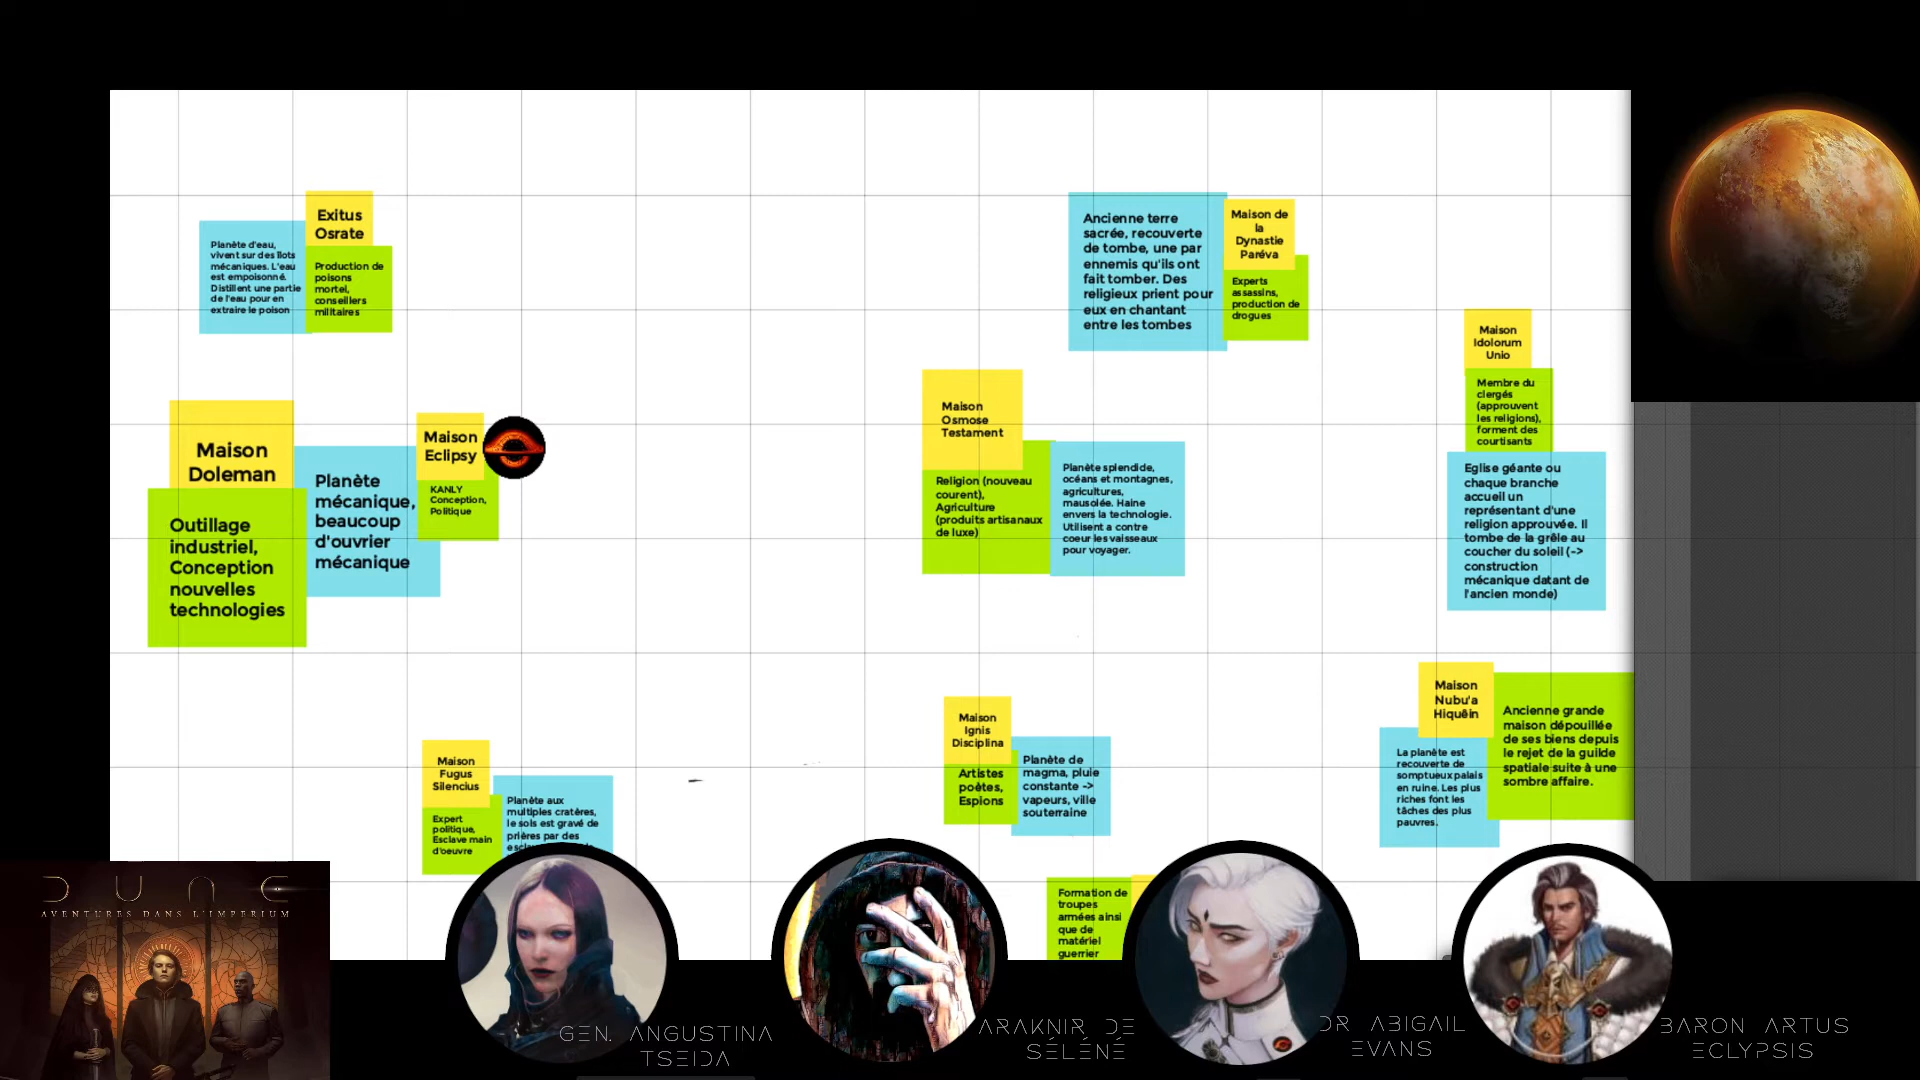 Exitus
Osrate
Planète d'eau,
vivent sur des îlots
mécaniques. L'eau
est empoisonné.
Distillent une partie
de l'eau pour en
extraire le poison
Production de
poisons
mortel,
conseillers
militaires
Maison
Doleman
Outillage
industriel,
Conception
nouvelles
technologies
Planète
mécanique,
beaucoup
d'ouvrier
mécanique
Maison
Eclipsy
KANLY
Conception,
Politique
Ancienne terre
sacrée, recouverte
de tombe, une par
ennemis qu'ils ont
fait tomber. Des
religieux prient pour
eux en chantant
entre les tombes
Maison de
la
Dynastie
Paréva
Experts
assassins,
production de
drogues
Maison
Osmose
Testament
Religion (nouveau
courent),
Agriculture
(produits artisanaux
de luxe)
Planète splendide,
océans et montagnes,
agricultures,
mausolée. Haine
envers la technologie.
Utilisent a contre
coeur les vaisseaux
pour voyager.
Maison
Idolorum
Unio
Membre du
clergés
(approuvent
les religions),
forment des
courtisants
Eglise géante ou
chaque branche
accueil un
représentant d'une
religion approuvée. Il
tombe de la grêle au
coucher du soleil (->
construction
mécanique datant de
l'ancien monde)
Maison
Fugus
Silencius
Expert
politique,
Esclave main
d'oeuvre
Planète aux
multiples cratères,
le sols est gravé de
prières par des
Maison
Ignis
Disciplina
Artistes
poètes,
Espions
Planète de
magma, pluie
constante ->
vapeurs, ville
souterraine
Maison
Nubu'a
Hiquêin
La planète est
recouverte de
somptueux palais
en ruine. Les plus
riches font les
tâches des plus
pauvres.
Ancienne grande
maison dépouillée
de ses biens depuis
le rejet de la guilde
spatiale suite à une
sombre affaire.
Formation de
troupes
armées ainsi
que de
matériel
guerrier
DUNE
AVENTURES DANS L'IMPERIUM
GEN. ANGUSTINA
TSEIDA
ARAKNIR DE
SÉLÉNÉ
DR ABIGAIL
EVANS
BARON ARTUS
ECLYPSIS